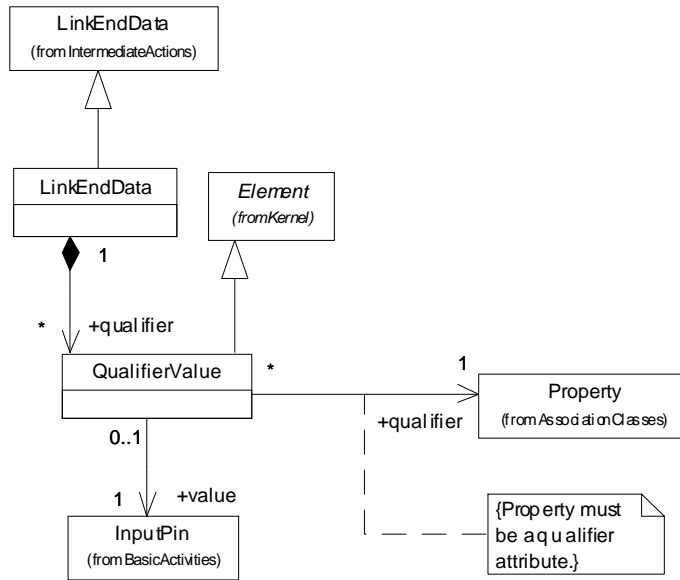 LinkEndData
(from IntermediateActions)
LinkEndData
Element
(from Kernel)
1
*
+qualifier
QualifierValue
*
1
+qualifier
Property
(from AssociationClasses)
0..1
1
+value
InputPin
(from BasicActivities)
{Property must
be a qualifier
attribute.}